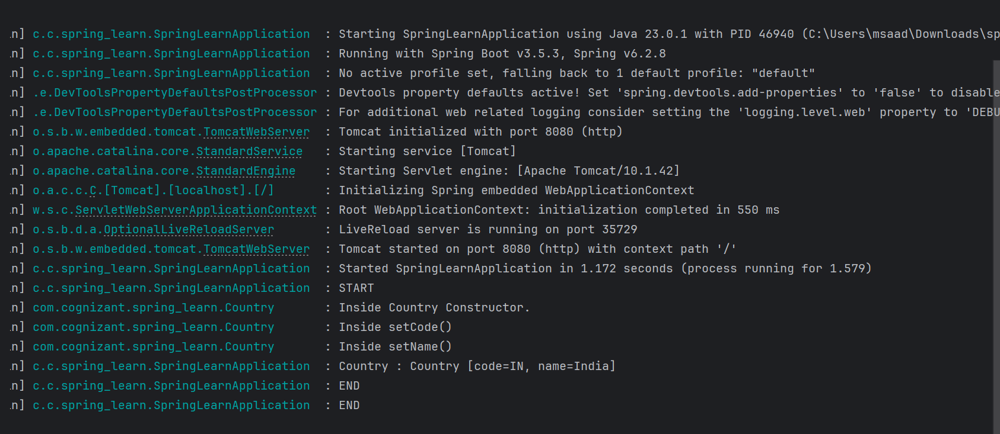 n] c.c.spring_learn.SpringLearnApplication : Starting SpringLearnApplication using Java 23.0.1 with PID 46940 (C:\Users\msaad\Downloads\sp
n] c.c.spring_learn.SpringLearnApplication : Running with Spring Boot v3.5.3, Spring v6.2.8
n] c.c.spring_learn.SpringLearnApplication : No active profile set, falling back to 1 default profile: "default"
n] .e.DevToolsPropertyDefaultsPostProcessor : Devtools property defaults active! Set 'spring.devtools.add-properties' to 'false' to disable
n] .e.DevToolsPropertyDefaultsPostProcessor : For additional web related logging consider setting the 'logging.level.web' property to 'DEBU
n] o.s.b.w.embedded.tomcat.TomcatWebServer : Tomcat initialized with port 8080 (http)
n] o.apache.catalina.core.StandardService : Starting service [Tomcat]
n] o.apache.catalina.core.StandardEngine : Starting Servlet engine: [Apache Tomcat/10.1.42]
n] o.a.c.c.C.[Tomcat].[localhost].[/] : Initializing Spring embedded WebApplicationContext
n] w.s.c.ServletWebServerApplicationContext : Root WebApplicationContext: initialization completed in 550 ms
n] o.s.b.d.a.OptionalLiveReloadServer : LiveReload server is running on port 35729
n] o.s.b.w.embedded.tomcat.TomcatWebServer : Tomcat started on port 8080 (http) with context path '/'
n] c.c.spring_learn.SpringLearnApplication : Started SpringLearnApplication in 1.172 seconds (process running for 1.579)
n] c.c.spring_learn.SpringLearnApplication : START
n] com.cognizant.spring_learn.Country : Inside Country Constructor.
n] com.cognizant.spring_learn.Country : Inside setCode()
n] com.cognizant.spring_learn.Country : Inside setName()
n] c.c.spring_learn.SpringLearnApplication : Country : Country [code=IN, name=India]
n] c.c.spring_learn.SpringLearnApplication : END
n] c.c.spring_learn.SpringLearnApplication : END